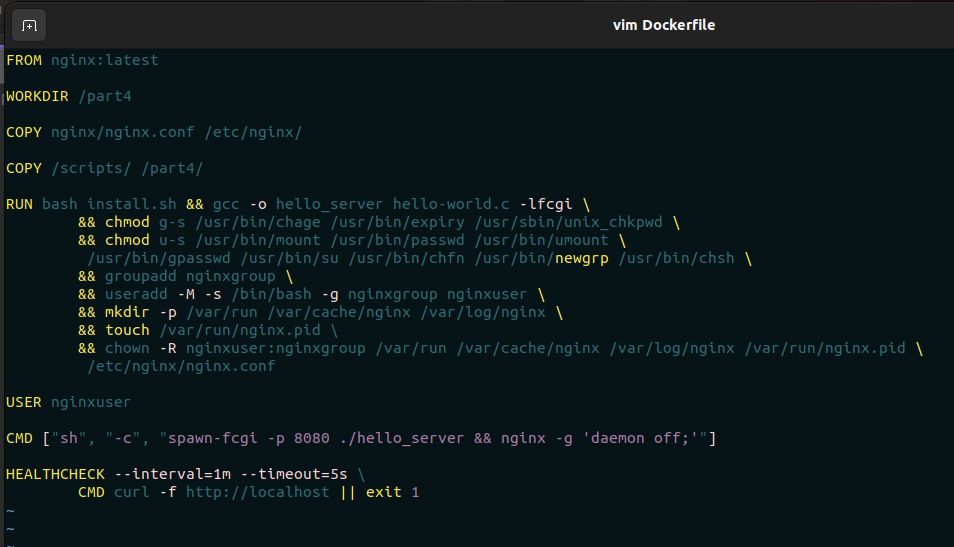 vim Dockerfile
FROM nginx:latest
WORKDIR /part4
COPY nginx/nginx.conf /etc/nginx/
COPY /scripts/ /part4/
RUN bash install.sh && gcc -o hello_server hello-world.c -lfcgi \
&& chmod g-s /usr/bin/chage /usr/bin/expiry /usr/sbin/unix_chkpwd \
&& chmod u-s /usr/bin/mount /usr/bin/passwd /usr/bin/umount \
/usr/bin/gpasswd /usr/bin/su /usr/bin/chfn /usr/bin/newgrp /usr/bin/chsh \
&& groupadd nginxgroup \
&& useradd -M -s /bin/bash -g nginxgroup nginxuser \
&& mkdir -p /var/run /var/cache/nginx /var/log/nginx \
&& touch /var/run/nginx.pid \
&& chown -R nginxuser:nginxgroup /var/run /var/cache/nginx /var/log/nginx /var/run/nginx.pid \
/etc/nginx/nginx.conf
USER nginxuser
CMD ["sh", "-c", "spawn-fcgi -p 8080 ./hello_server && nginx -g 'daemon off;'"]
HEALTHCHECK --interval=1m --timeout=5s \
CMD curl -f http://localhost || exit 1
~
~
~